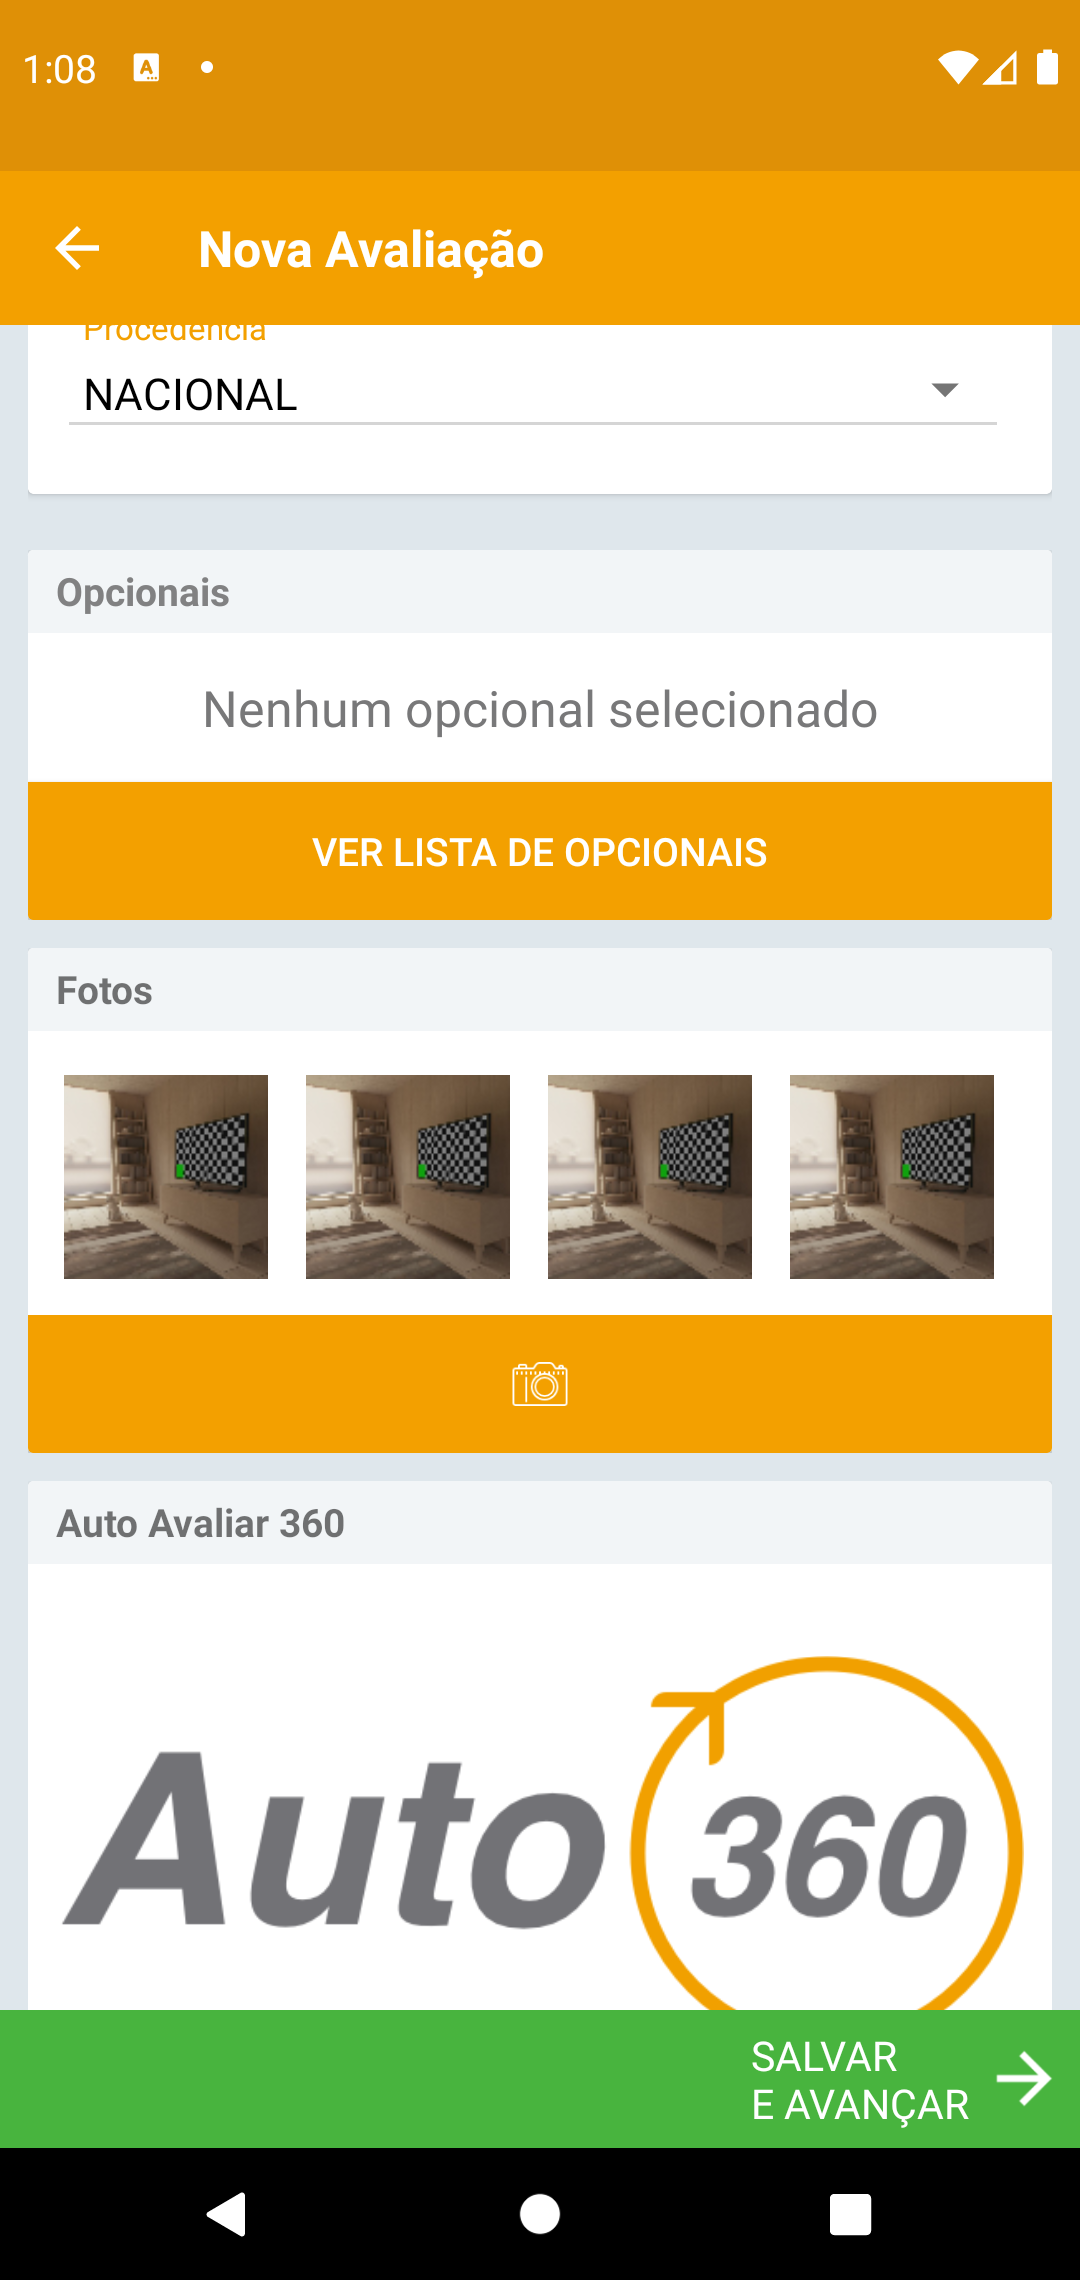 1:08
Nova Avaliação
Procedência
NACIONAL
Opcionais
Nenhum opcional selecionado
VER LISTA DE OPCIONAIS
Fotos
Auto Avaliar 360
Auto 360
SALVAR
E AVANÇAR